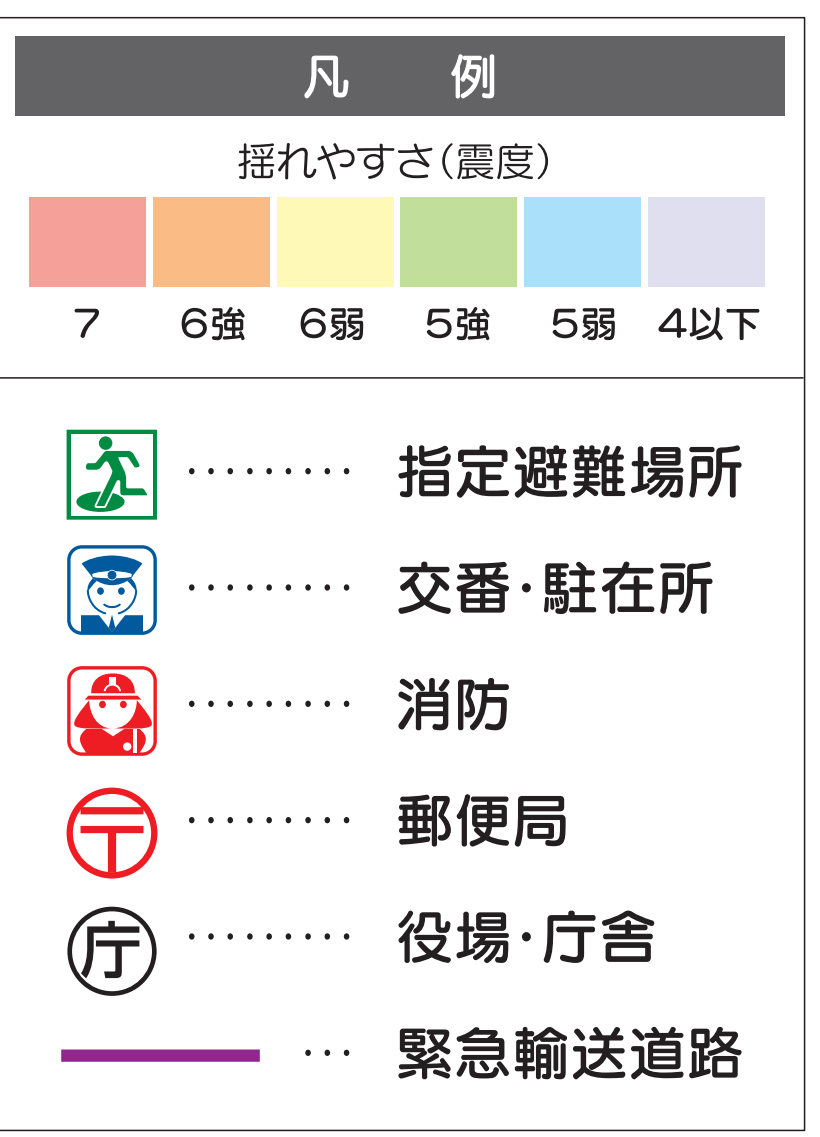 凡　例
揺れやすさ（震度）
7 6強 6弱 5強 5弱 4以下
……… 指定避難場所
……… 交番・駐在所
……… 消防
〒 ……… 郵便局
庁 ……… 役場・庁舎
… 緊急輸送道路